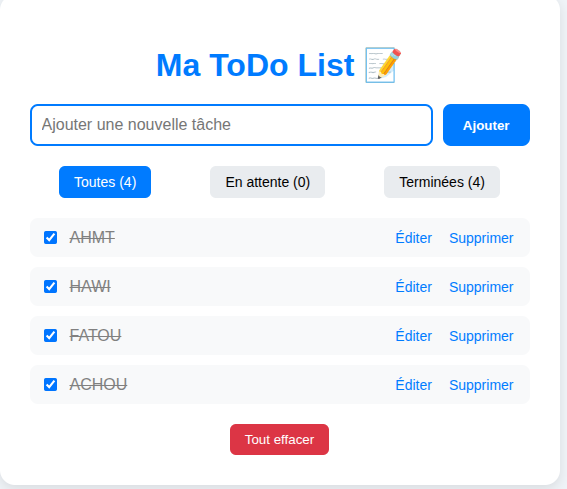 Ma ToDo List 📝
Ajouter une nouvelle tâche Ajouter
Toutes (4) En attente (0) Terminées (4)
AHMT Éditer Supprimer
HAWI Éditer Supprimer
FATOU Éditer Supprimer
ACHOU Éditer Supprimer
Tout effacer